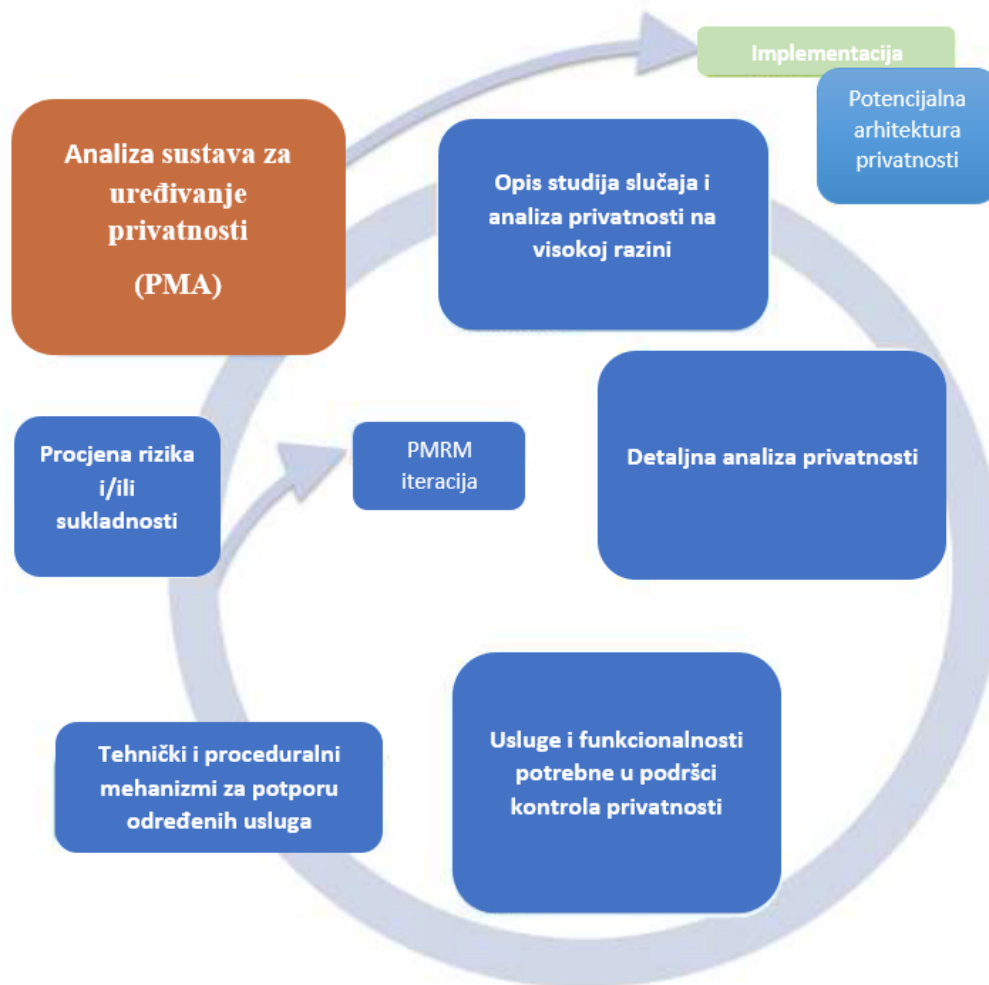 Implementacija
Potencijalna
arhitektura
privatnosti
Analiza sustava za
uređivanje
privatnosti
(PMA)
Opis studija slučaja i
analiza privatnosti na
visokoj razini
Detaljna analiza privatnosti
Procjena rizika
i/ili
sukladnosti
PMRM
iteracija
Usluge i funkcionalnosti
potrebne u podršci
kontrola privatnosti
Tehnički i proceduralni
mehanizmi za potporu
određenih usluga